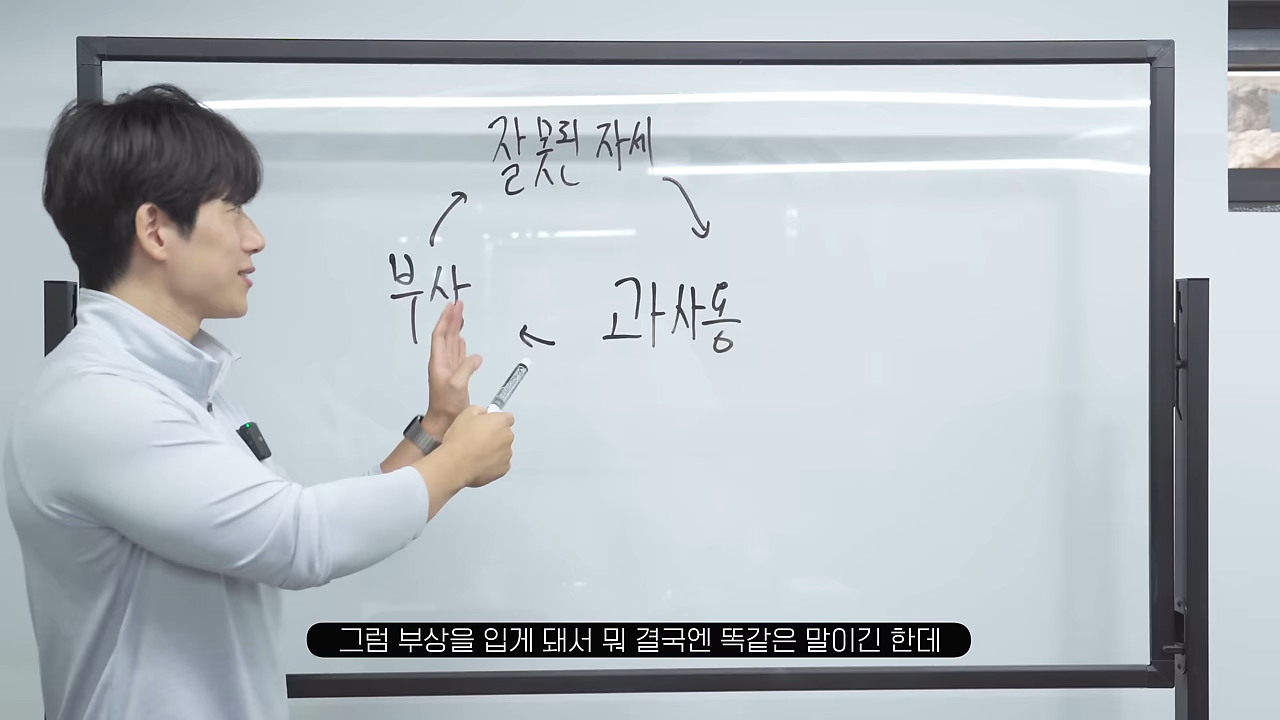 잘못된 자세
부사
과사용
그럼 부상을 입게 돼서 뭐 결국엔 똑같은 말이긴 한데